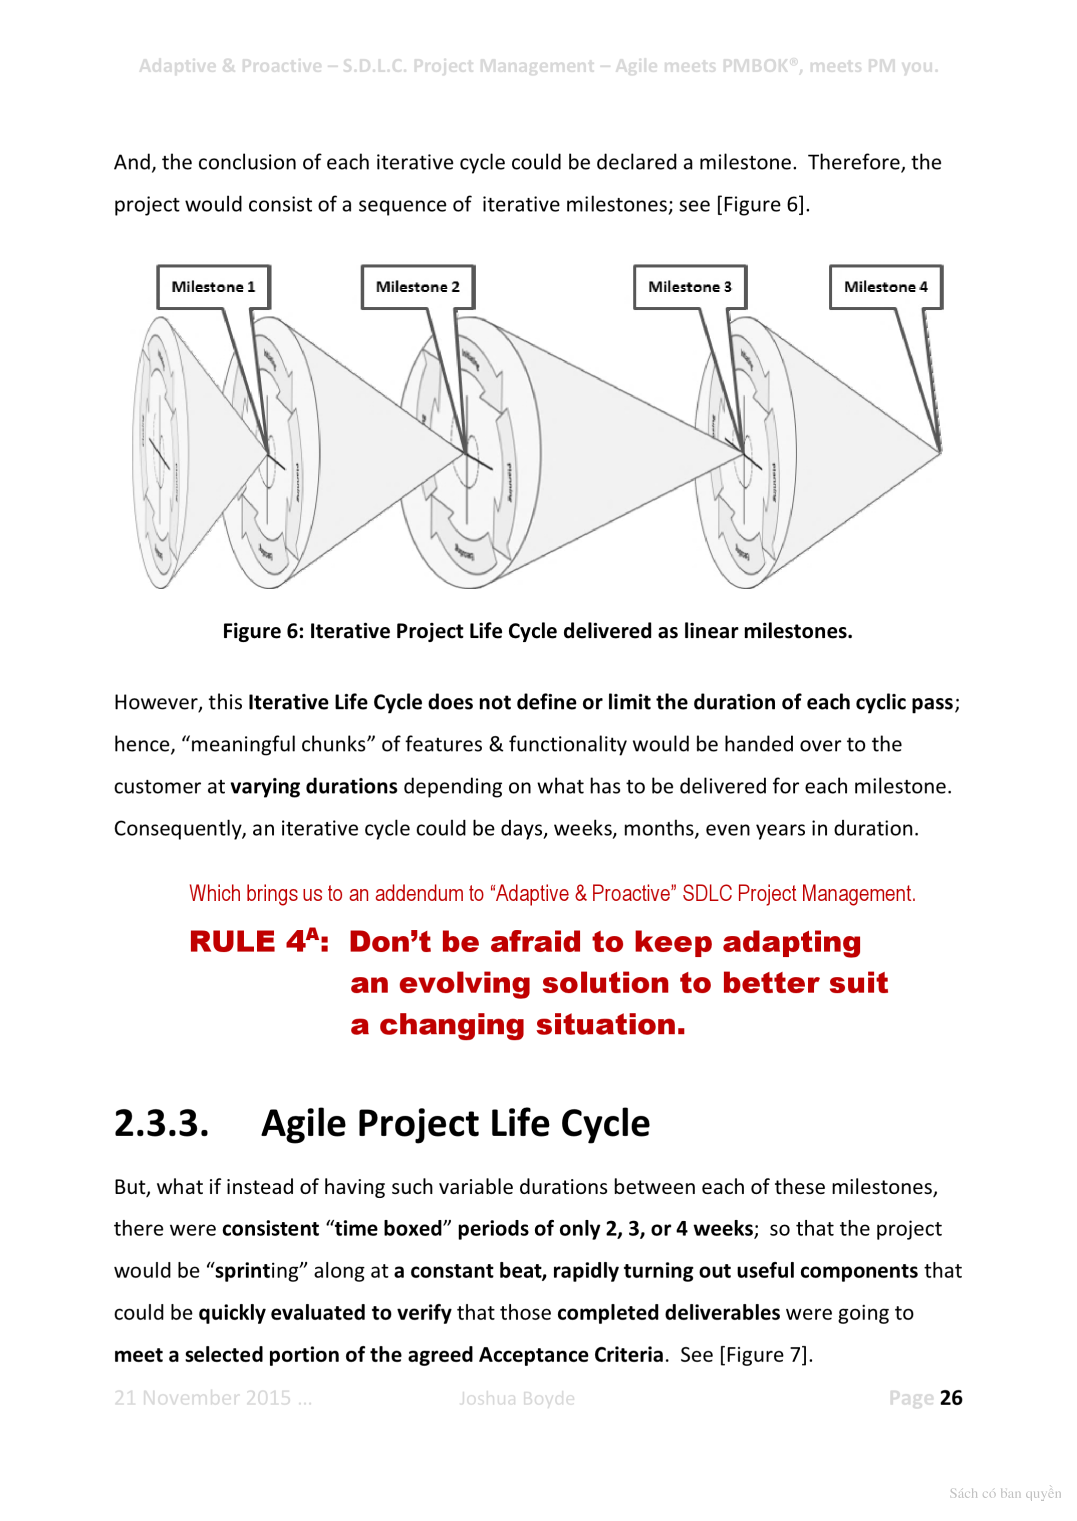 Adaptive & Proactive – S.D.L.C. Project Management – Agile meets PMBOK®, meets PM you.
And, the conclusion of each iterative cycle could be declared a milestone.  Therefore, the
project would consist of a sequence of  iterative milestones; see [Figure 6].
Milestone 1
Milestone 2
Milestone 3
Milestone 4
Figure 6: Iterative Project Life Cycle delivered as linear milestones.
However, this Iterative Life Cycle does not define or limit the duration of each cyclic pass;
hence, “meaningful chunks” of features & functionality would be handed over to the
customer at varying durations depending on what has to be delivered for each milestone.
Consequently, an iterative cycle could be days, weeks, months, even years in duration.
Which brings us to an addendum to “Adaptive & Proactive” SDLC Project Management.
RULE 4A:  Don’t be afraid to keep adapting
an evolving solution to better suit
a changing situation.
2.3.3.  Agile Project Life Cycle
But, what if instead of having such variable durations between each of these milestones,
there were consistent “time boxed” periods of only 2, 3, or 4 weeks;  so that the project
would be “sprinting” along at a constant beat, rapidly turning out useful components that
could be quickly evaluated to verify that those completed deliverables were going to
meet a selected portion of the agreed Acceptance Criteria.  See [Figure 7].
21 November 2015 ...  Joshua Boyde  Page 26
Sách có bản quyền